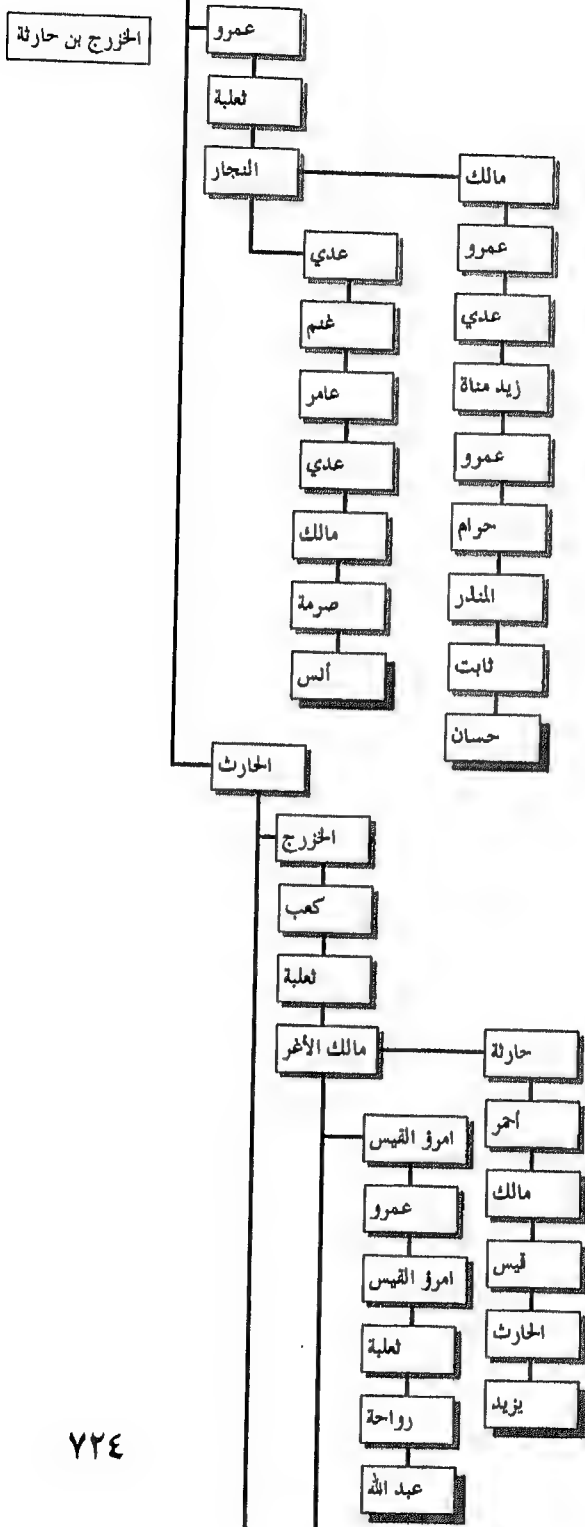 الخزرج بن حارثة
عمرو
ثعلبة
النجار
مالك
عمرو
عدي
زيد مناة
عمرو
حرام
المنذر
ثابت
حسان
عدي
غنم
عامر
عدي
مالك
صرمة
أنس
الحارث
الخزرج
كعب
ثعلبة
مالك الأغر
حارثة
أحمر
مالك
قيس
الحارث
يزيد
امرؤ القيس
عمرو
امرؤ القيس
ثعلبة
رواحة
عبد الله
٧٢٤